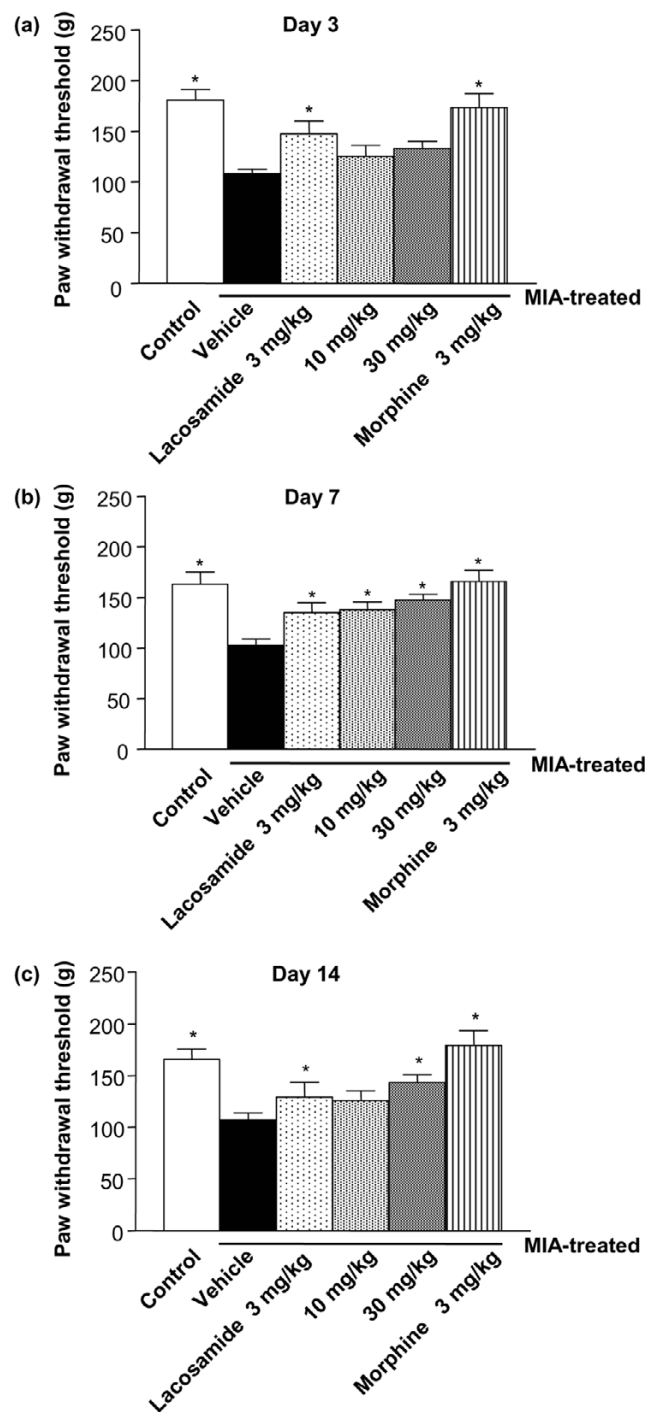 (a)
Day 3
Paw withdrawal threshold (g)
250
200
150
100
50
0
*
*
*
MIA-treated
Control
Vehicle
Lacosamide 3 mg/kg
10 mg/kg
30 mg/kg
Morphine 3 mg/kg
(b)
Day 7
Paw withdrawal threshold (g)
250
200
150
100
50
0
*
*
*
*
*
MIA-treated
Control
Vehicle
Lacosamide 3 mg/kg
10 mg/kg
30 mg/kg
Morphine 3 mg/kg
(c)
Day 14
Paw withdrawal threshold (g)
250
200
150
100
50
0
*
*
*
*
MIA-treated
Control
Vehicle
Lacosamide 3 mg/kg
10 mg/kg
30 mg/kg
Morphine 3 mg/kg